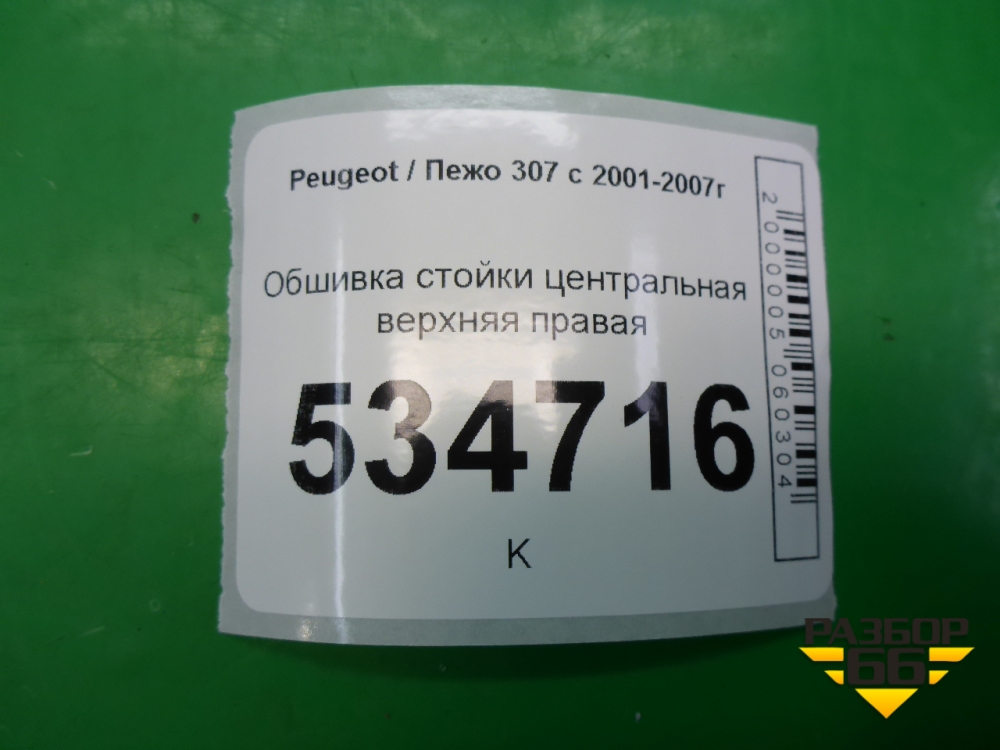 Peugeot / Пежо 307 с 2001-2007г
Обшивка стойки центральная
верхняя правая
534716
К
2000005060304
РАЗБОР
66